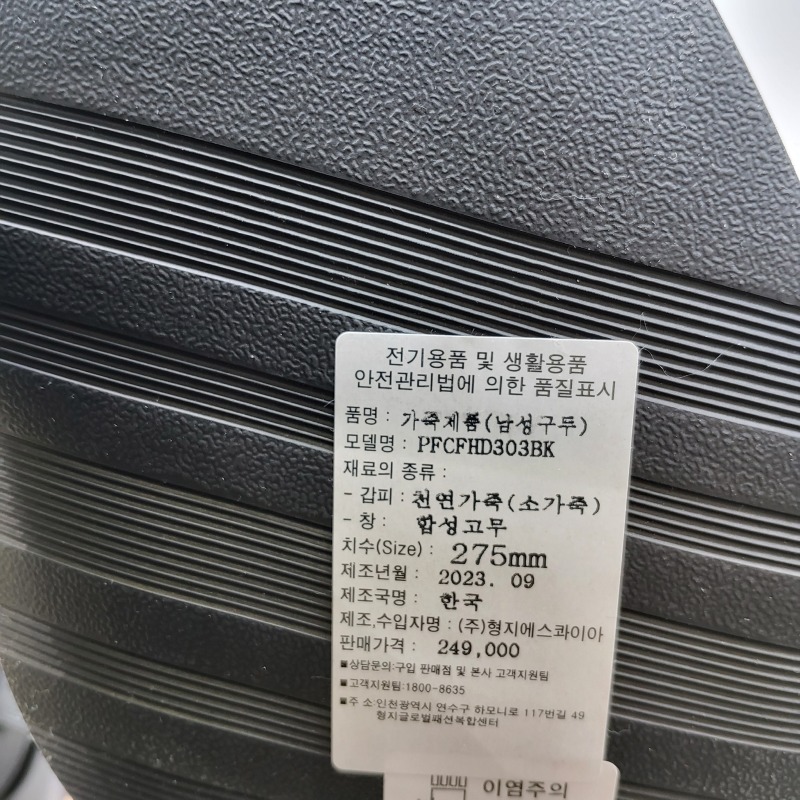 전기용품 및 생활용품
안전관리법에 의한 품질표시
품명 : 가죽제품(남성구두)
모델명 : PFCFHD303BK
재료의 종류 :
- 갑피 : 천연가죽(소가죽)
- 창 : 합성고무
치수(Size) : 275mm
제조년월 : 2023. 09
제조국명 : 한국
제조,수입자명 : (주)형지에스콰이아
판매가격 : 249,000
■상담문의:구입 판매점 및 본사 고객지원팀
■고객지원팀:1800-8635
■주 소:인천광역시 연수구 하모니로 117번길 49
형지글로벌패션복합센터
이염주의